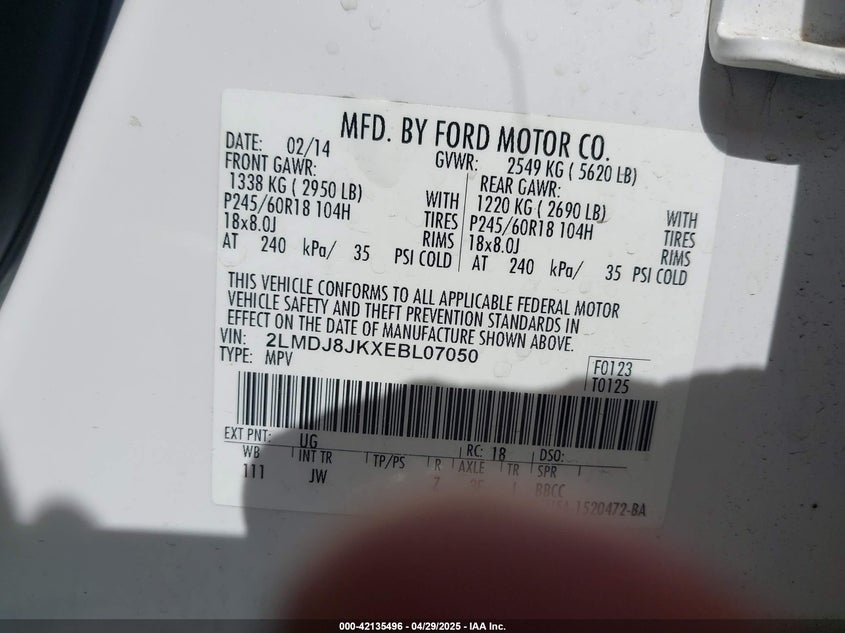 MFD. BY FORD MOTOR CO.
DATE: 02/14 GVWR: 2549 KG ( 5620 LB)
FRONT GAWR: REAR GAWR:
1338 KG ( 2950 LB) WITH 1220 KG ( 2690 LB) WITH
P245/60R18 104H TIRES P245/60R18 104H TIRES
18x8.0J RIMS 18x8.0J RIMS
AT 240 kPa/ 35 PSI COLD AT 240 kPa/ 35 PSI COLD
THIS VEHICLE CONFORMS TO ALL APPLICABLE FEDERAL MOTOR
VEHICLE SAFETY AND THEFT PREVENTION STANDARDS IN
EFFECT ON THE DATE OF MANUFACTURE SHOWN ABOVE.
VIN: 2LMDJ8JKXEBL07050
TYPE: MPV
F0123
T0125
EXT PNT: UG RC: 18 DSO:
WB INT TR TP/PS R AXLE TR SPR
111 JW Z BBCC
1520472-BA
000-42135496 - 04/29/2025 - IAA Inc.